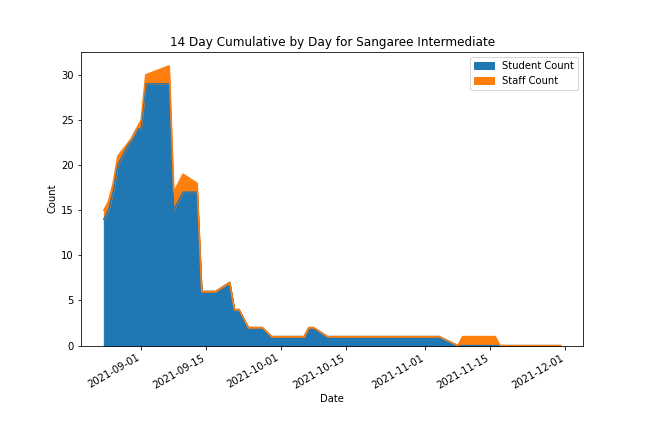 14 Day Cumulative by Day for Sangaree Intermediate
Student Count
Staff Count
Count
30
25
20
15
10
5
0
2021-09-01
2021-09-15
2021-10-01
2021-10-15
2021-11-01
2021-11-15
2021-12-01
Date